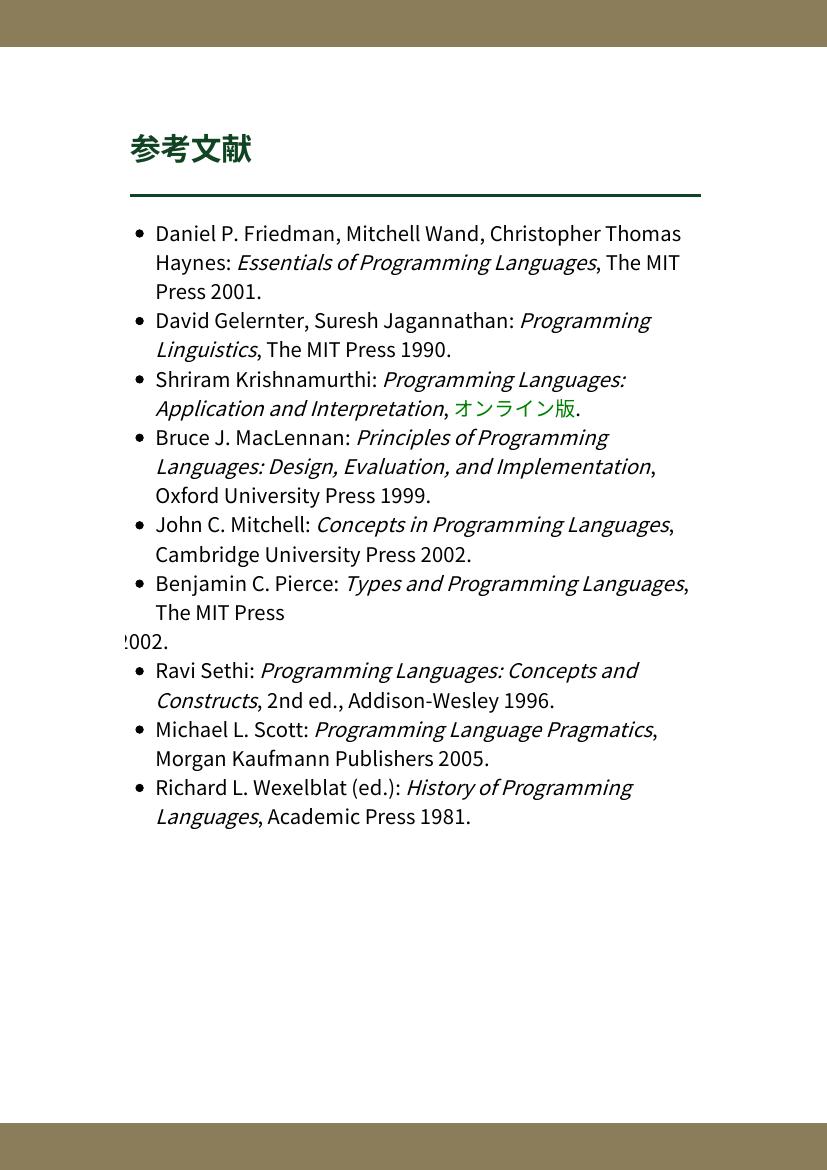 参考文献
• Daniel P. Friedman, Mitchell Wand, Christopher Thomas
Haynes: Essentials of Programming Languages, The MIT
Press 2001.
• David Gelernter, Suresh Jagannathan: Programming
Linguistics, The MIT Press 1990.
• Shriram Krishnamurthi: Programming Languages:
Application and Interpretation, オンライン版.
• Bruce J. MacLennan: Principles of Programming
Languages: Design, Evaluation, and Implementation,
Oxford University Press 1999.
• John C. Mitchell: Concepts in Programming Languages,
Cambridge University Press 2002.
• Benjamin C. Pierce: Types and Programming Languages,
The MIT Press
2002.
• Ravi Sethi: Programming Languages: Concepts and
Constructs, 2nd ed., Addison-Wesley 1996.
• Michael L. Scott: Programming Language Pragmatics,
Morgan Kaufmann Publishers 2005.
• Richard L. Wexelblat (ed.): History of Programming
Languages, Academic Press 1981.